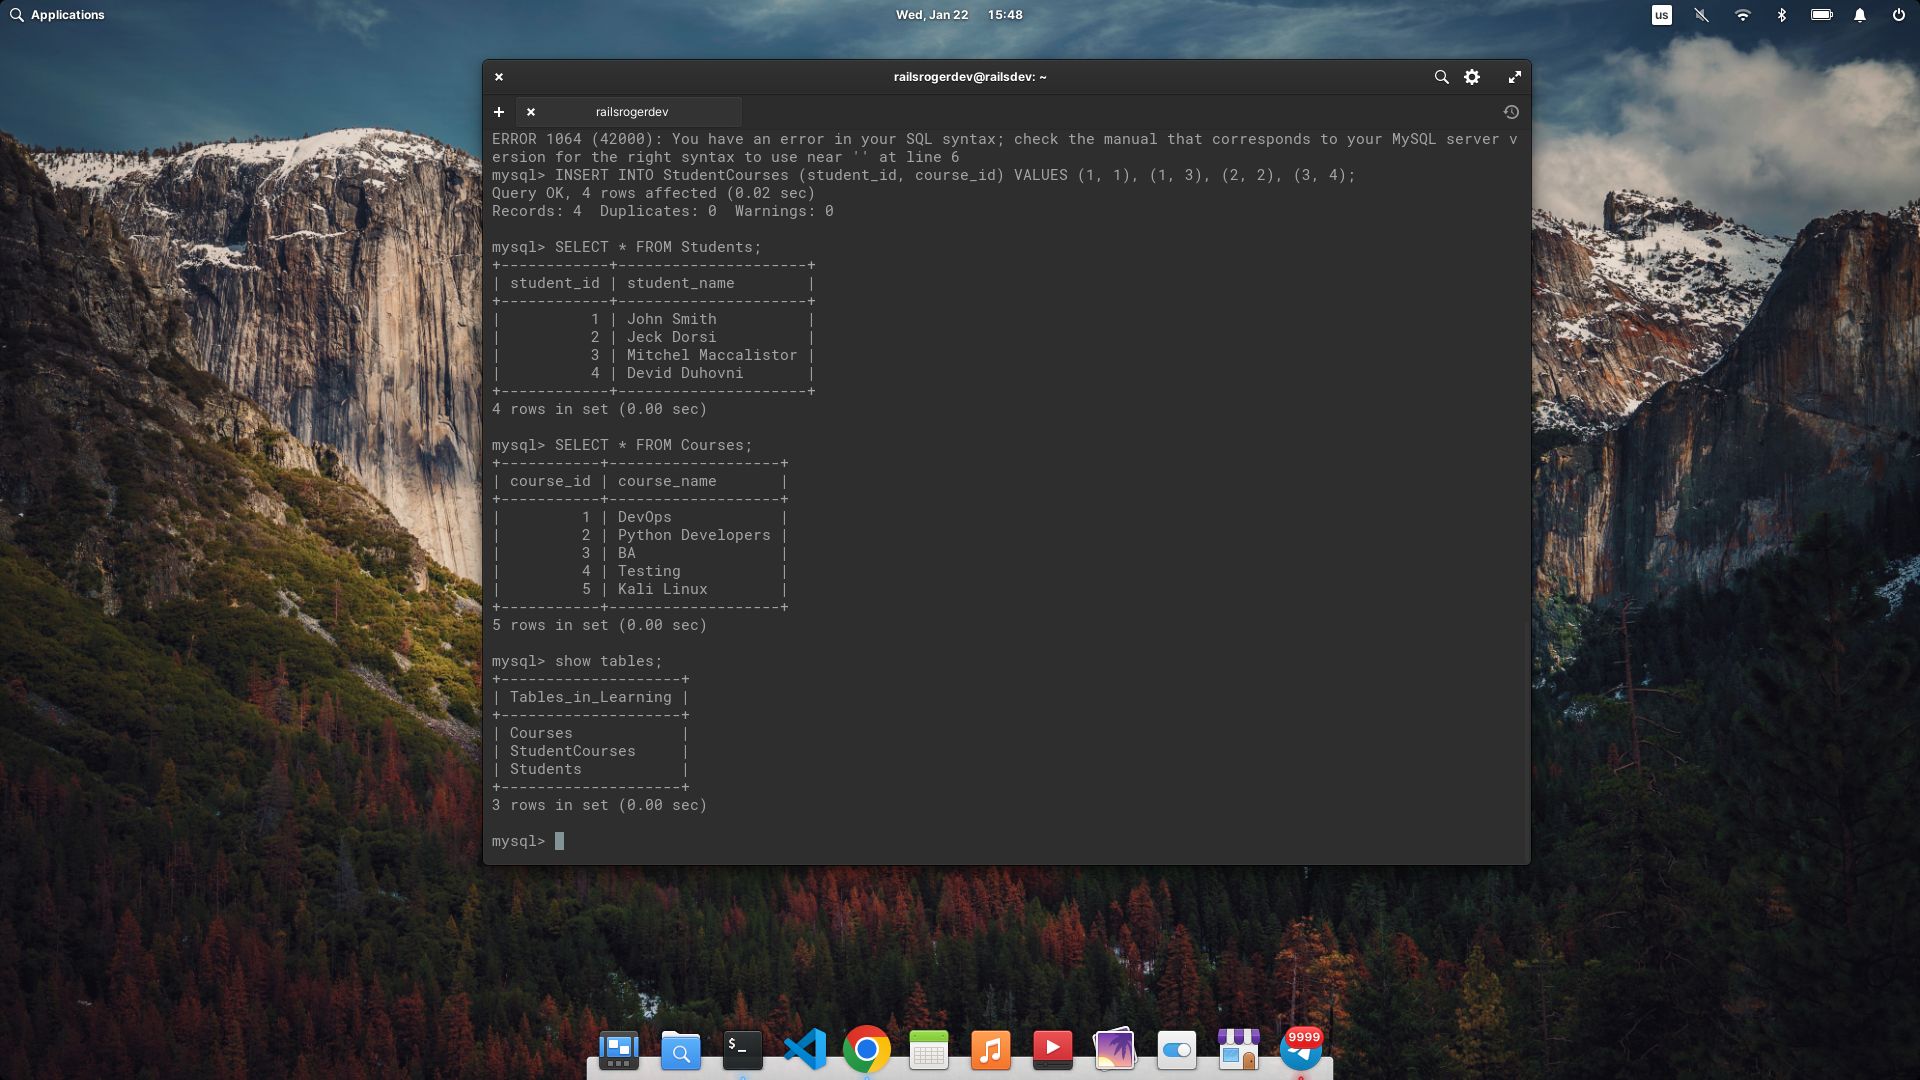 Applications
Wed, Jan 22 15:48
us
railsrogerdev@railsdev: ~
railsrogerdev
ERROR 1064 (42000): You have an error in your SQL syntax; check the manual that corresponds to your MySQL server v
ersion for the right syntax to use near '' at line 6
mysql> INSERT INTO StudentCourses (student_id, course_id) VALUES (1, 1), (1, 3), (2, 2), (3, 4);
Query OK, 4 rows affected (0.02 sec)
Records: 4  Duplicates: 0  Warnings: 0
mysql> SELECT * FROM Students;
+------------+---------------------+
| student_id | student_name        |
+------------+---------------------+
|          1 | John Smith          |
|          2 | Jeck Dorsi          |
|          3 | Mitchel Maccalistor |
|          4 | Devid Duhovni       |
+------------+---------------------+
4 rows in set (0.00 sec)
mysql> SELECT * FROM Courses;
+-----------+-------------------+
| course_id | course_name       |
+-----------+-------------------+
|         1 | DevOps            |
|         2 | Python Developers |
|         3 | BA                |
|         4 | Testing           |
|         5 | Kali Linux        |
+-----------+-------------------+
5 rows in set (0.00 sec)
mysql> show tables;
+--------------------+
| Tables_in_Learning |
+--------------------+
| Courses            |
| StudentCourses     |
| Students           |
+--------------------+
3 rows in set (0.00 sec)
mysql>
$_
9999